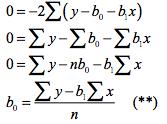 0 = −2∑(y − b₀ − b₁x)
0 = ∑y − ∑b₀ − ∑b₁x
0 = ∑y − nb₀ − b₁∑x
b₀ = (∑y − b₁∑x)/n (**)